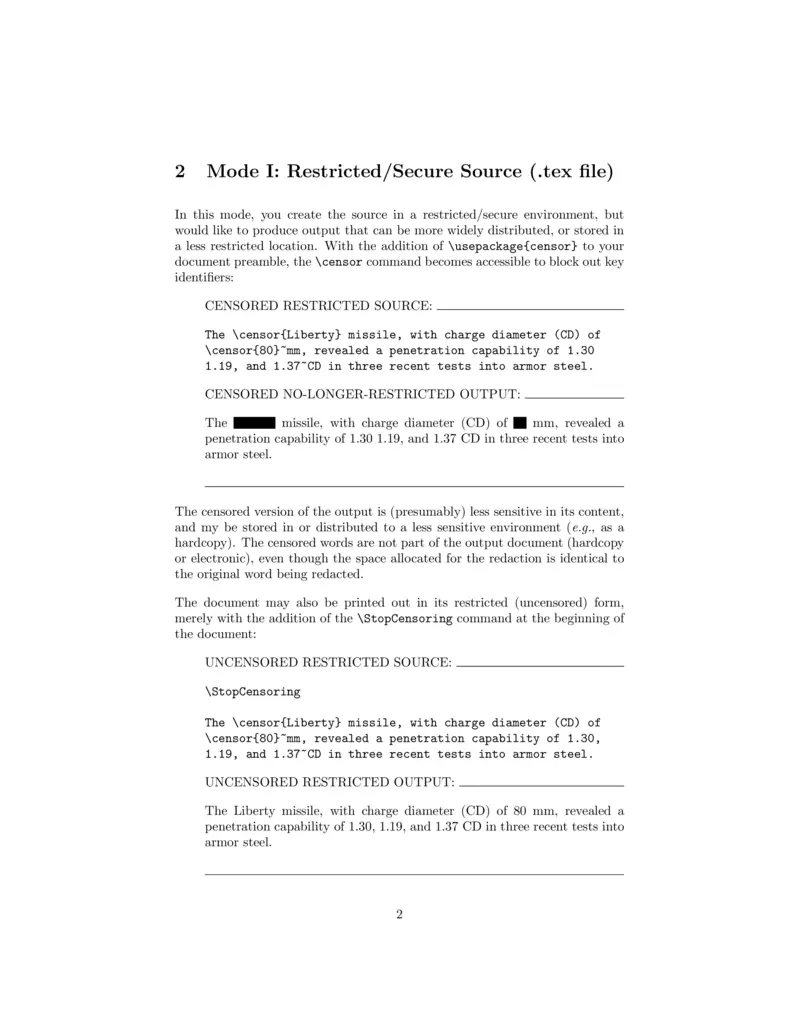 2 Mode I: Restricted/Secure Source (.tex file)
In this mode, you create the source in a restricted/secure environment, but
would like to produce output that can be more widely distributed, or stored in
a less restricted location. With the addition of \usepackage{censor} to your
document preamble, the \censor command becomes accessible to block out key
identifiers:
CENSORED RESTRICTED SOURCE:
The \censor{Liberty} missile, with charge diameter (CD) of
\censor{80}~mm, revealed a penetration capability of 1.30
1.19, and 1.37~CD in three recent tests into armor steel.
CENSORED NO-LONGER-RESTRICTED OUTPUT:
The missile, with charge diameter (CD) of mm, revealed a
penetration capability of 1.30 1.19, and 1.37 CD in three recent tests into
armor steel.
The censored version of the output is (presumably) less sensitive in its content,
and my be stored in or distributed to a less sensitive environment (e.g., as a
hardcopy). The censored words are not part of the output document (hardcopy
or electronic), even though the space allocated for the redaction is identical to
the original word being redacted.
The document may also be printed out in its restricted (uncensored) form,
merely with the addition of the \StopCensoring command at the beginning of
the document:
UNCENSORED RESTRICTED SOURCE:
\StopCensoring
The \censor{Liberty} missile, with charge diameter (CD) of
\censor{80}~mm, revealed a penetration capability of 1.30,
1.19, and 1.37~CD in three recent tests into armor steel.
UNCENSORED RESTRICTED OUTPUT:
The Liberty missile, with charge diameter (CD) of 80 mm, revealed a
penetration capability of 1.30, 1.19, and 1.37 CD in three recent tests into
armor steel.
2